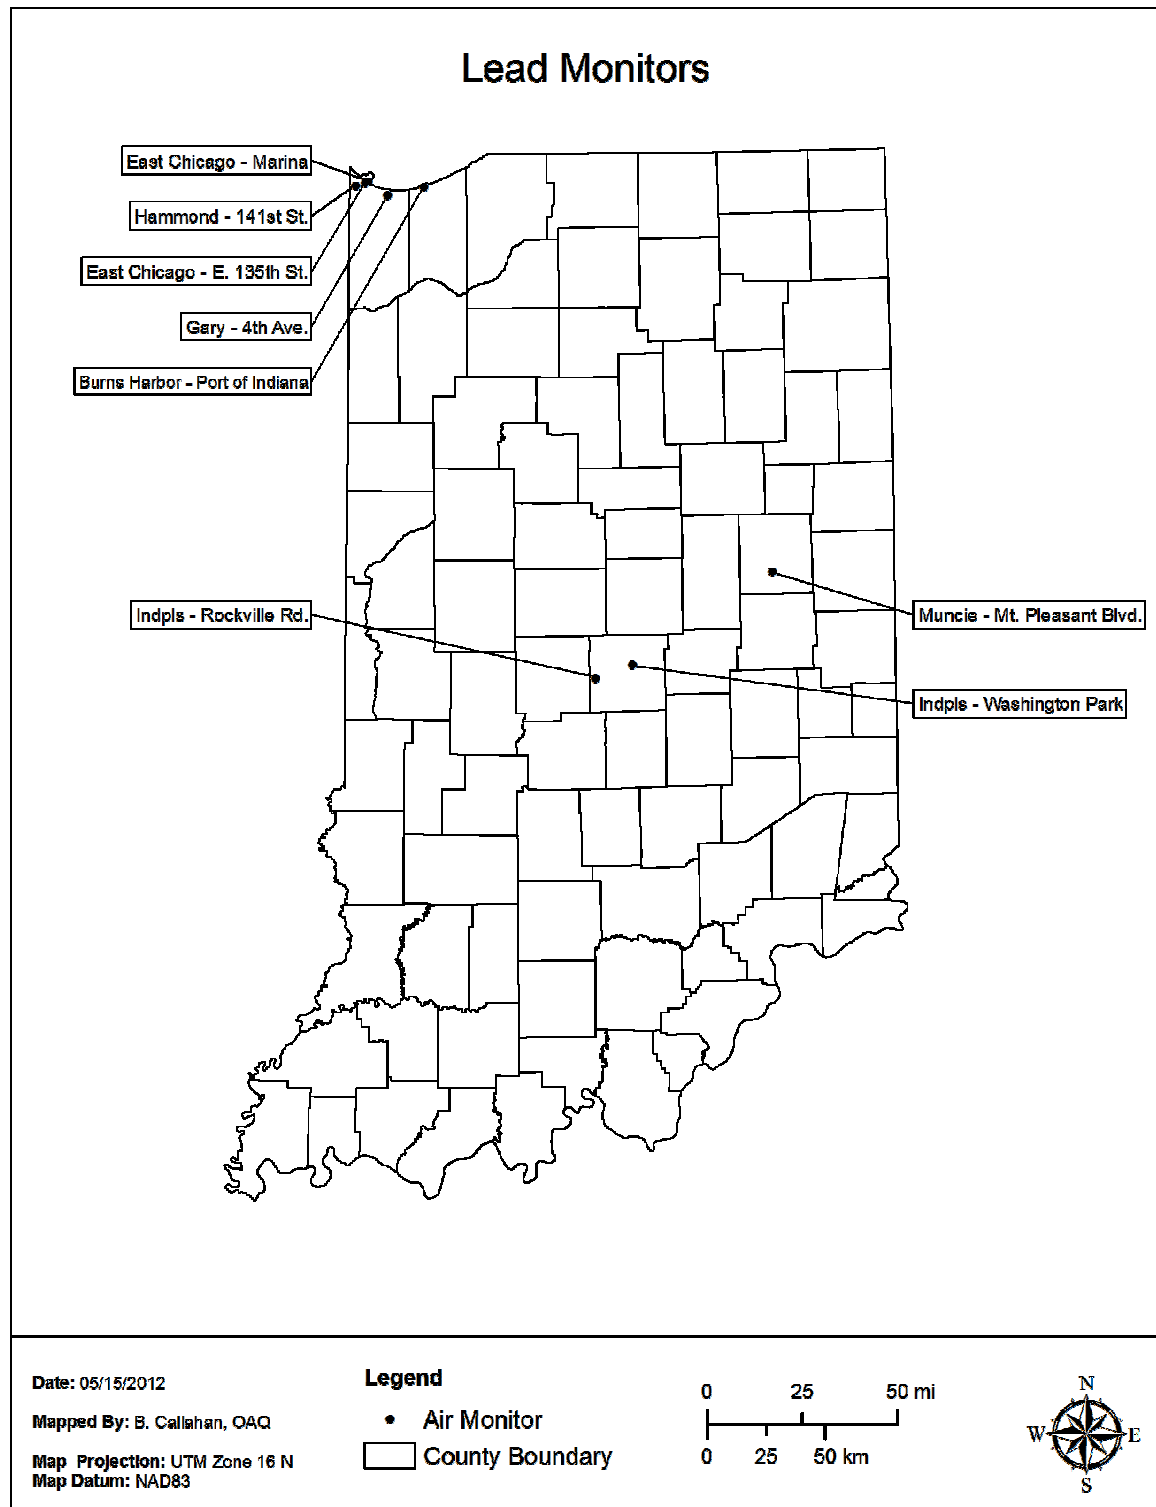 Lead Monitors
East Chicago - Marina
Hammond - 141st St.
East Chicago - E. 135th St.
Gary - 4th Ave.
Burns Harbor - Port of Indiana
Indpls - Rockville Rd.
Muncie - Mt. Pleasant Blvd.
Indpls - Washington Park
Date: 05/15/2012
Mapped By: B. Callahan, OAQ
Map Projection: UTM Zone 16 N
Map Datum: NAD83
Legend
Air Monitor
County Boundary
0 25 50 mi
0 25 50 km
N
W E
S